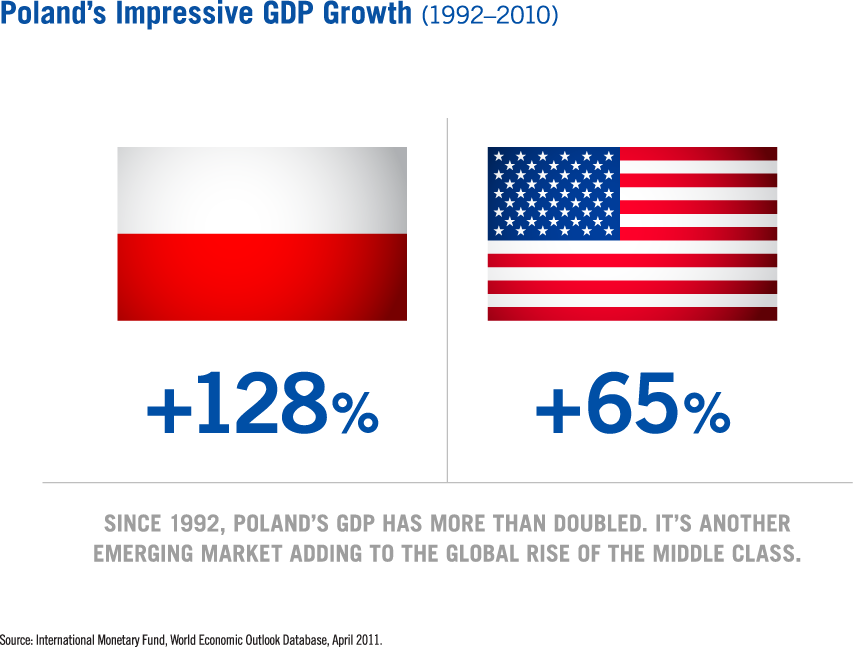 Poland’s Impressive GDP Growth (1992–2010)
+128%
+65%
SINCE 1992, POLAND’S GDP HAS MORE THAN DOUBLED. IT’S ANOTHER
EMERGING MARKET ADDING TO THE GLOBAL RISE OF THE MIDDLE CLASS.
Source: International Monetary Fund, World Economic Outlook Database, April 2011.